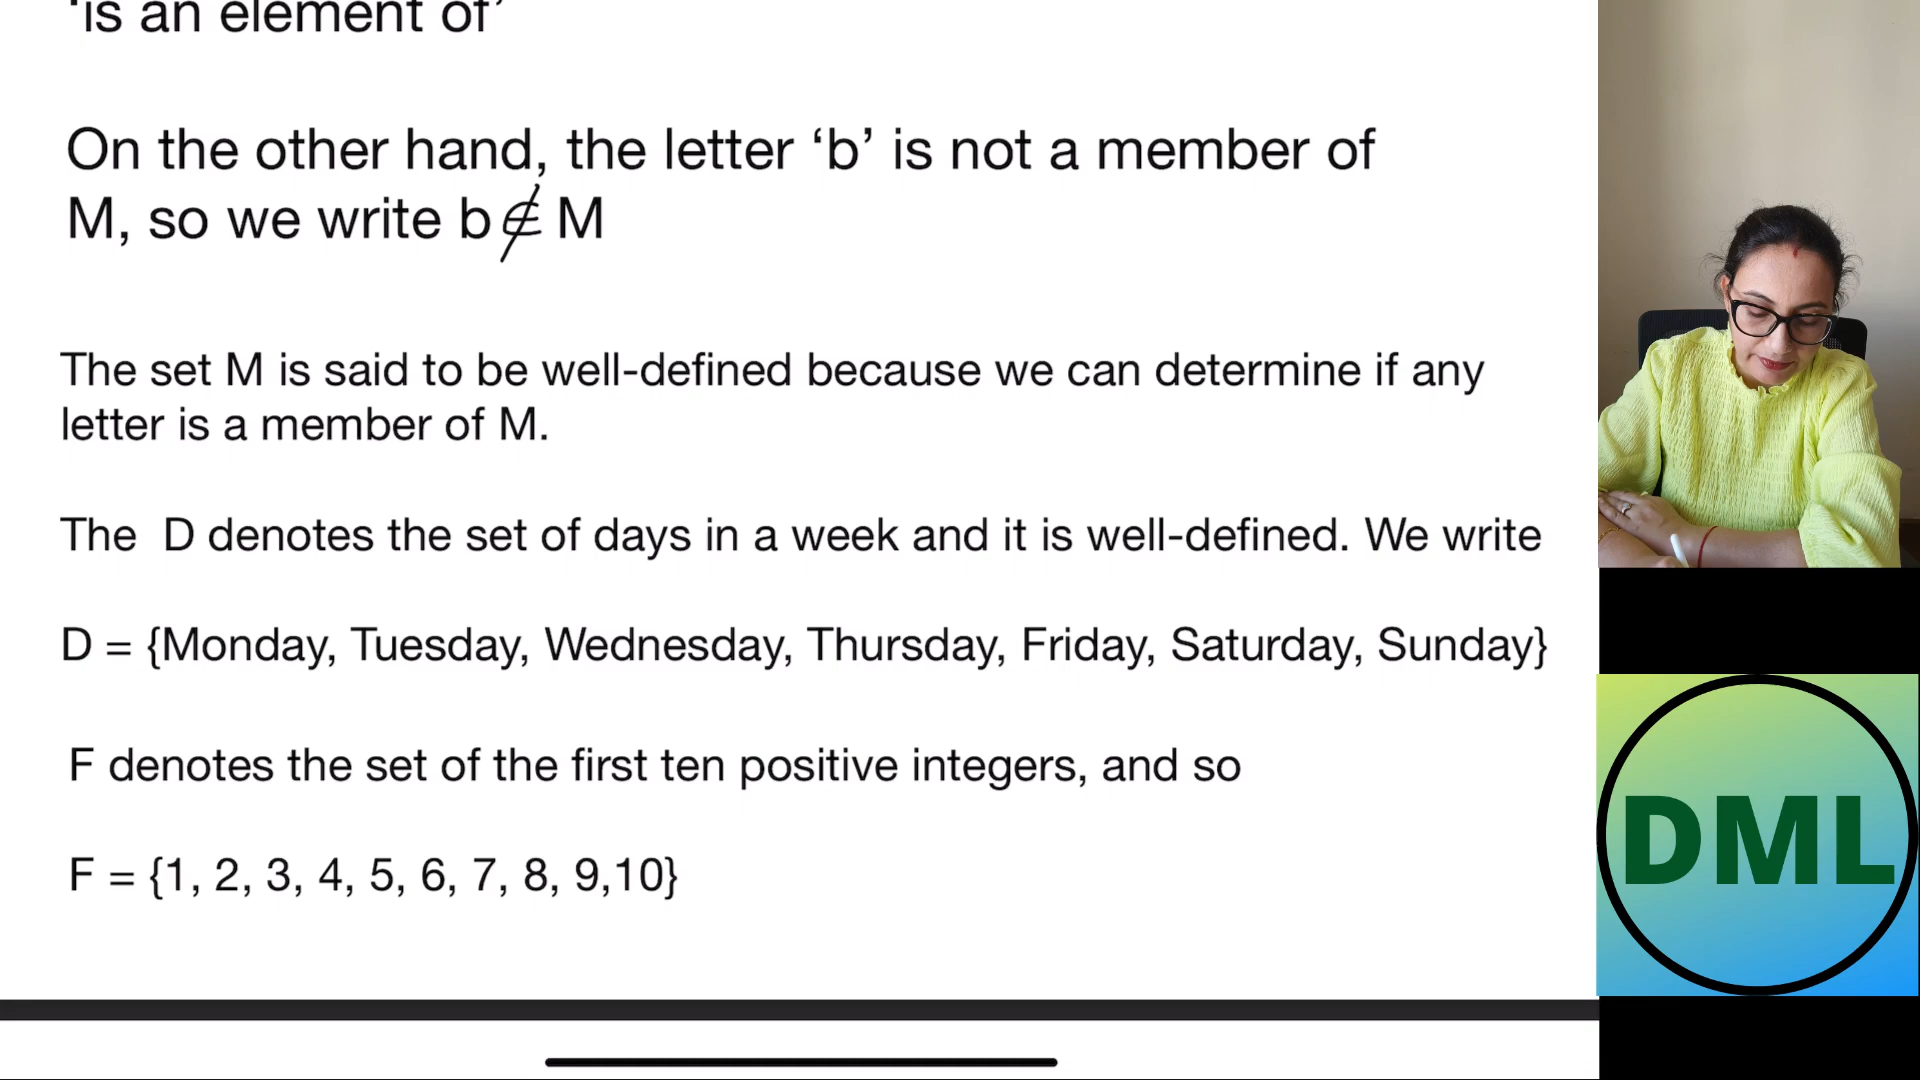 ‘is an element of’
On the other hand, the letter ‘b’ is not a member of
M, so we write b ∉ M
The set M is said to be well-defined because we can determine if any
letter is a member of M.
The  D denotes the set of days in a week and it is well-defined. We write
D = {Monday, Tuesday, Wednesday, Thursday, Friday, Saturday, Sunday}
F denotes the set of the first ten positive integers, and so
F = {1, 2, 3, 4, 5, 6, 7, 8, 9,10}
DML